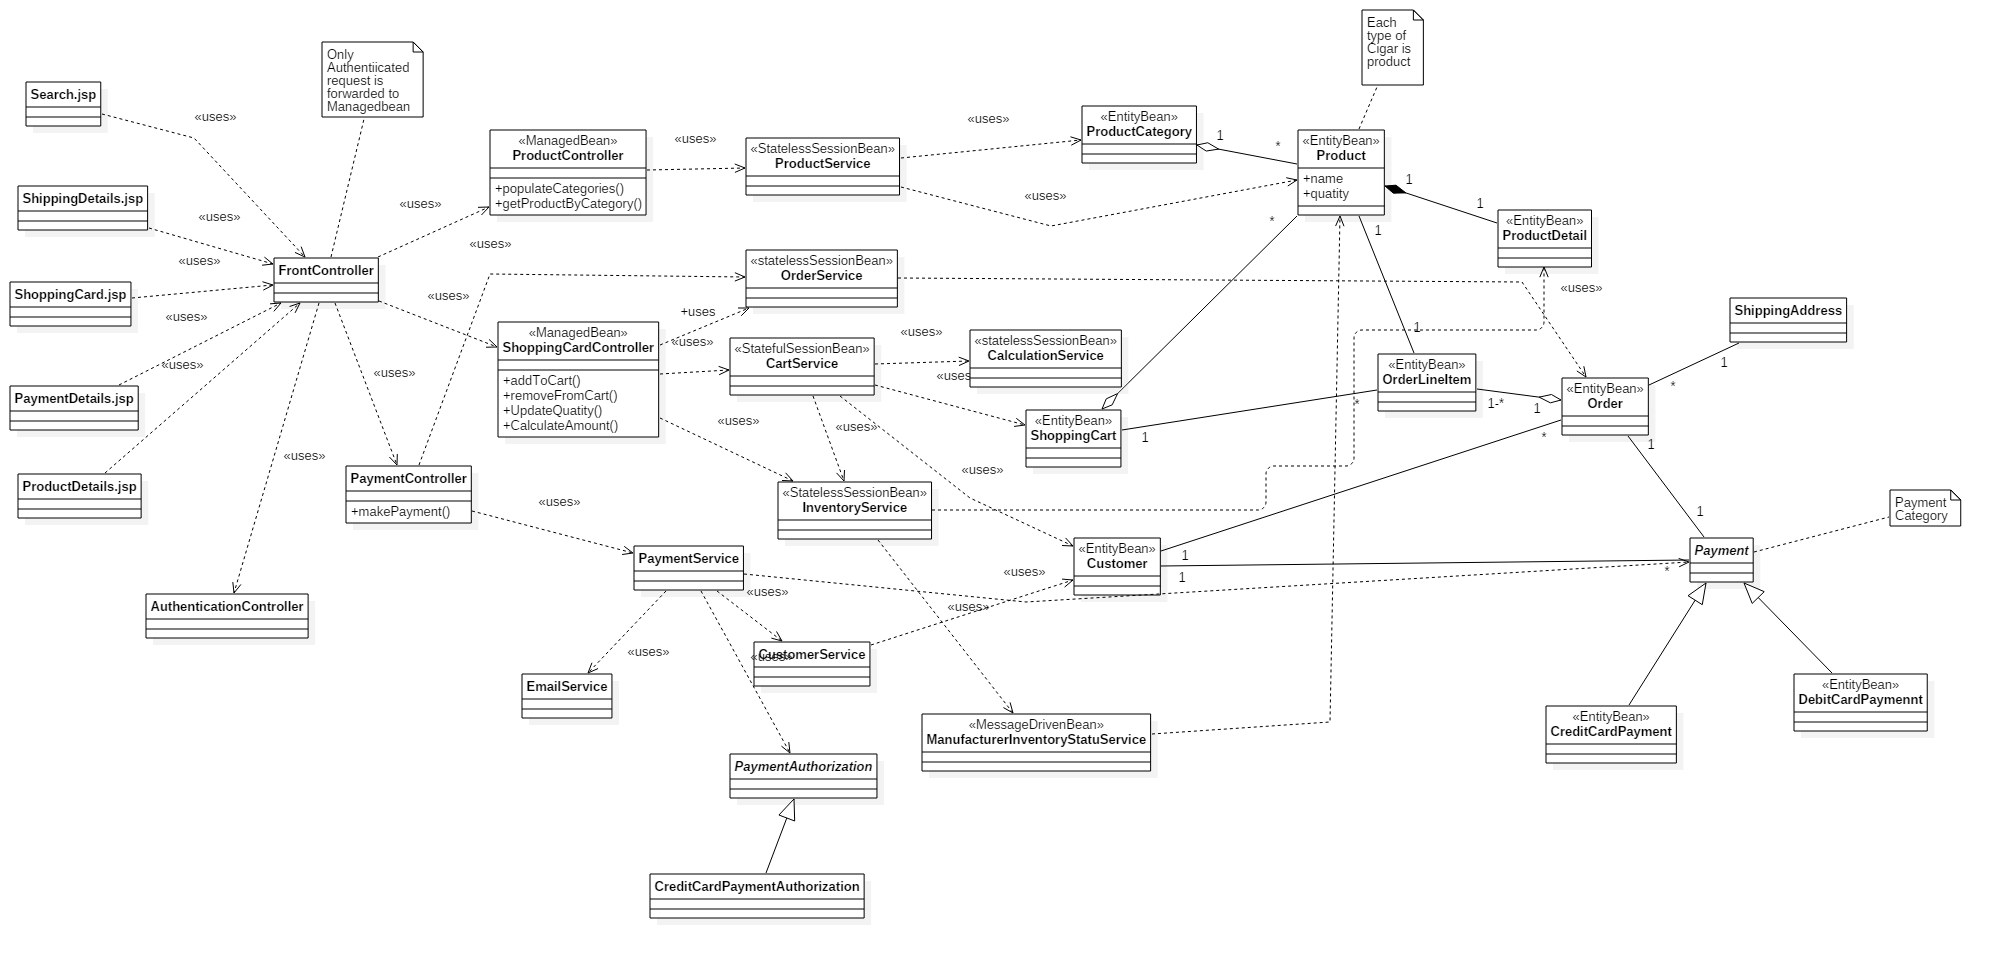 Each
type of
Cigar is
product
Only
Authentiicated
request is
forwarded to
Managedbean
Search.jsp
«uses»
«ManagedBean»
ProductController
+populateCategories()
+getProductByCategory()
«uses»
«StatelessSessionBean»
ProductService
«uses»
«EntityBean»
ProductCategory
1
*
«EntityBean»
Product
+name
+quatity
1
1
«EntityBean»
ProductDetail
«uses»
ShippingDetails.jsp
«uses»
«uses»
«uses»
*
1
«uses»
FrontController
«statelessSessionBean»
OrderService
«uses»
ShoppingCard.jsp
«uses»
«uses»
+uses
«ManagedBean»
ShoppingCardController
+addToCart()
+removeFromCart()
+UpdateQuatity()
+CalculateAmount()
«uses»
«StatefulSessionBean»
CartService
«uses»
«statelessSessionBean»
CalculationService
«uses
1
ShippingAddress
1
*
«EntityBean»
OrderLineItem
1-*
1
«EntityBean»
Order
*
«uses»
«uses»
PaymentDetails.jsp
«uses»
«uses»
«EntityBean»
ShoppingCart
1
*
1
ProductDetails.jsp
«uses»
PaymentController
+makePayment()
«uses»
«StatelessSessionBean»
InventoryService
«uses»
1
Payment
Category
PaymentService
«uses»
«EntityBean»
Customer
1
1
*
Payment
«uses»
AuthenticationController
«uses»
«uses»
«uses»
CustomerService
EmailService
«MessageDrivenBean»
ManufacturerInventoryStatuService
«EntityBean»
CreditCardPayment
«EntityBean»
DebitCardPaymennt
PaymentAuthorization
CreditCardPaymentAuthorization